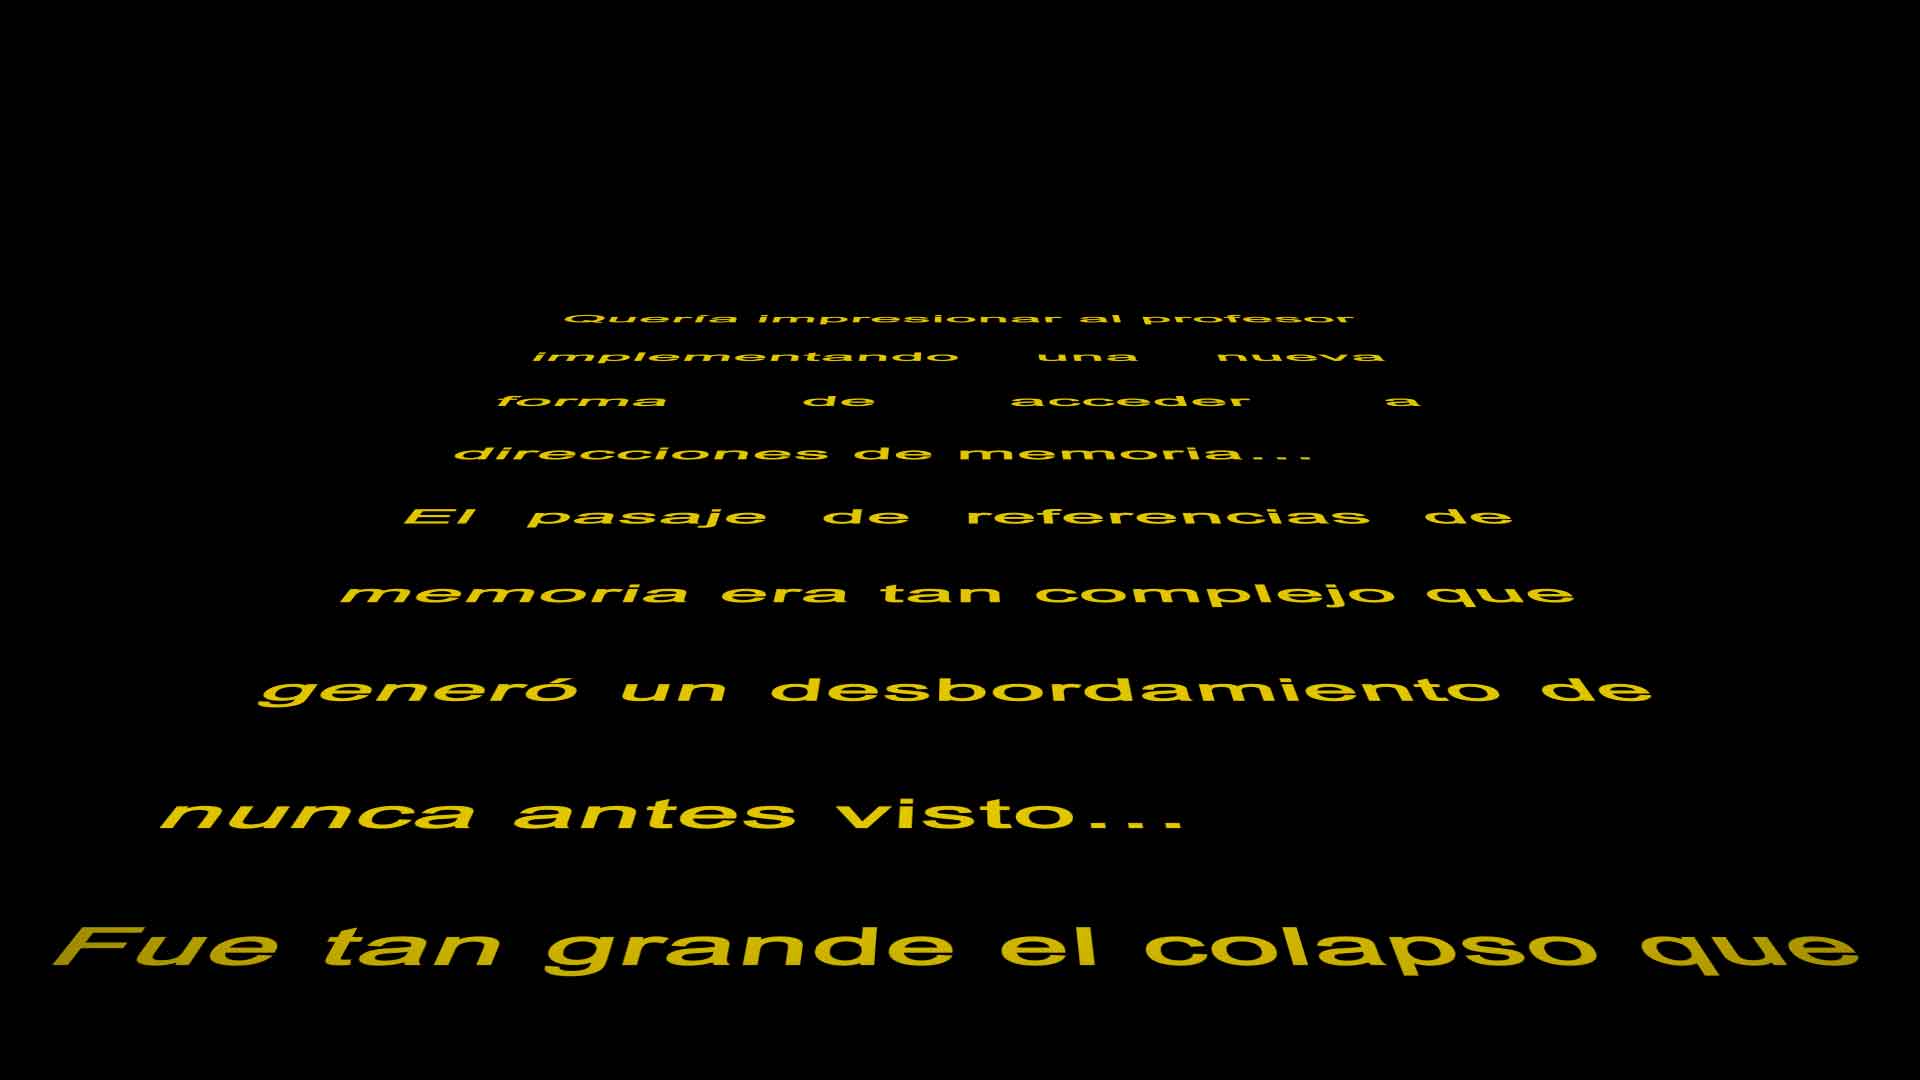 Quería impresionar al profesor
implementando una nueva
forma de acceder a
direcciones de memoria...
El pasaje de referencias de
memoria era tan complejo que
generó un desbordamiento de
nunca antes visto...
Fue tan grande el colapso que